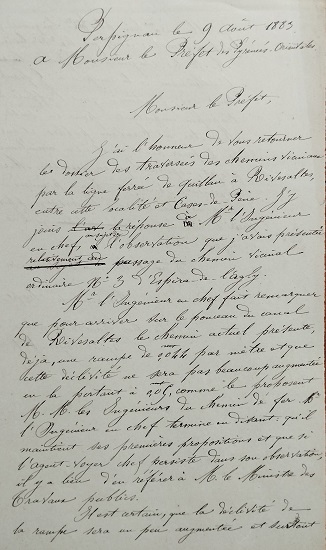 Perpignan le 9 Août 1883
A Monsieur le Préfet des Pyrénées-Orientales
Monsieur le Préfet,
J'ai l'honneur de vous retourner
le dossier des traversées des chemins vicinaux
par la ligne ferrée de Quillan à Rivesaltes,
entre cette localité et Cases-de-Pène. J'y
joins la réponse de Mr l'Ingénieur
en chef à l'observation que j'avais présentée
relativement au passage du chemin vicinal
ordinaire No 3 d'Espira de l'Agly
Mr l'Ingénieur en chef fait remarquer
que pour arriver sur le ponceau du canal
de Rivesaltes le chemin actuel présente,
déjà, une rampe de 0m044 par mètre et que
cette déclivité ne sera pas beaucoup augmentée
en la portant à 0m05, comme le proposent
M.M. les Ingénieurs du Chemin de fer. Mr
l'Ingénieur en chef termine en disant qu'il
maintient ses premières propositions et que si
l'agent-voyer chef persiste dans son observation,
il y a lieu d'en référer à M. le Ministre des
Travaux publics.
Il est certain, que la déclivité de
la rampe sera un peu augmentée et surtout